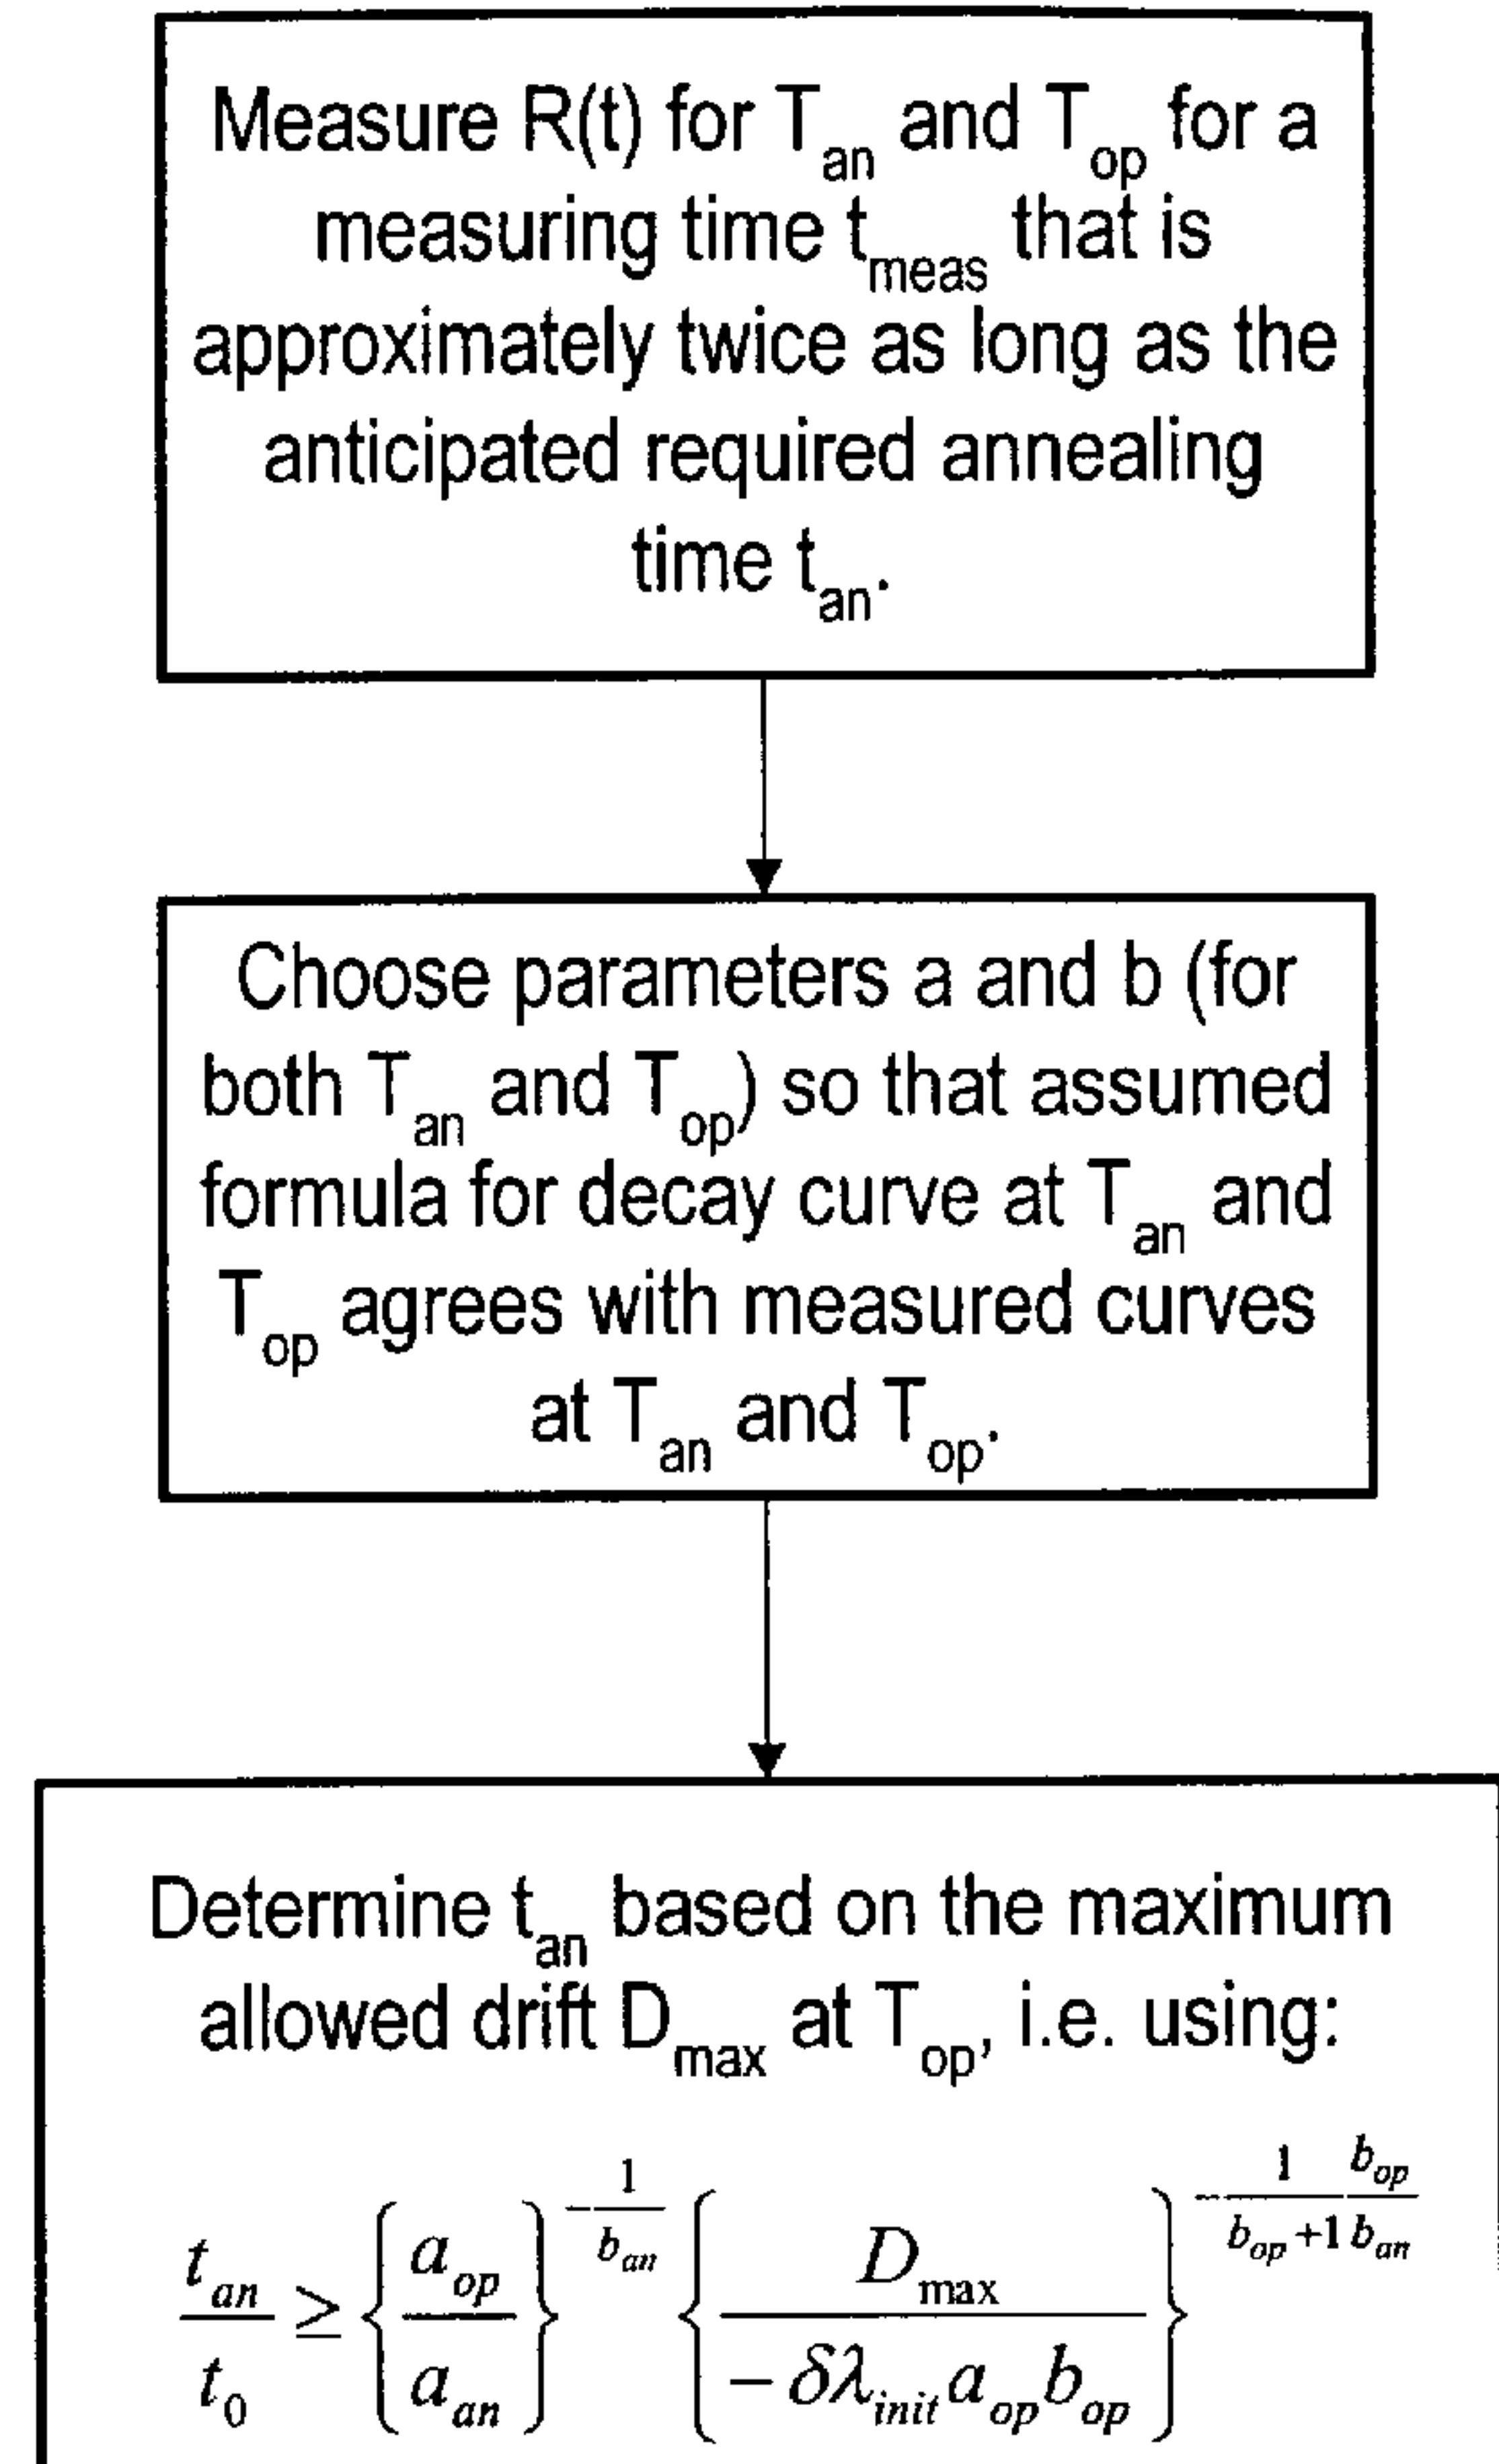 Measure R(t) for T_an and T_op for a
measuring time t_meas that is
approximately twice as long as the
anticipated required annealing
time t_an.
Choose parameters a and b (for
both T_an and T_op) so that assumed
formula for decay curve at T_an and
T_op agrees with measured curves
at T_an and T_op.
Determine t_an based on the maximum
allowed drift D_max at T_op, i.e. using:
t_an/t_0 ≥ {a_op/a_an}^(-1/b_an) {D_max/(-δλ_init a_op b_op)}^(-1/(b_op+1) b_op/b_an)